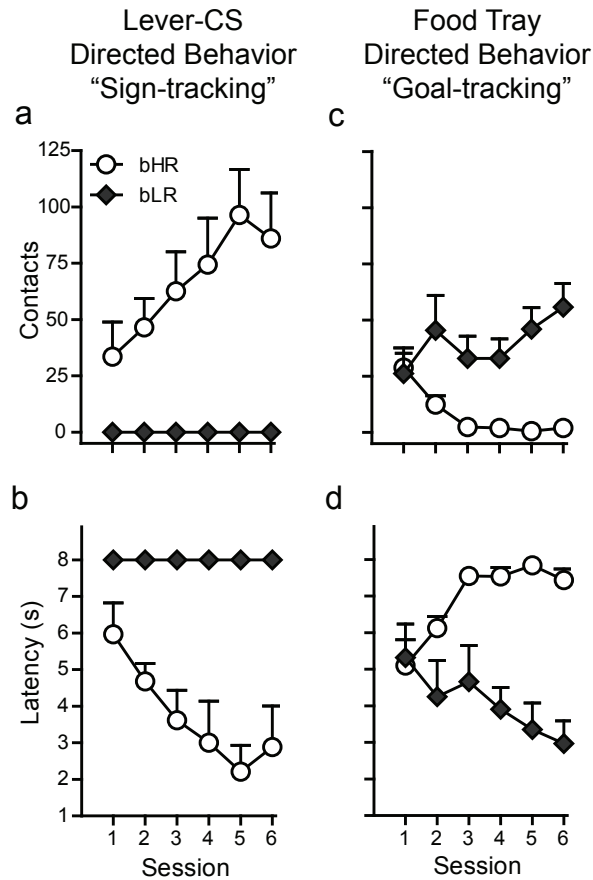 Lever-CS
Directed Behavior
“Sign-tracking”
Food Tray
Directed Behavior
“Goal-tracking”
a
c
125
100
75
50
25
0
Contacts
bHR
bLR
b
d
8
7
6
5
4
3
2
1
Latency (s)
1 2 3 4 5 6
Session
1 2 3 4 5 6
Session